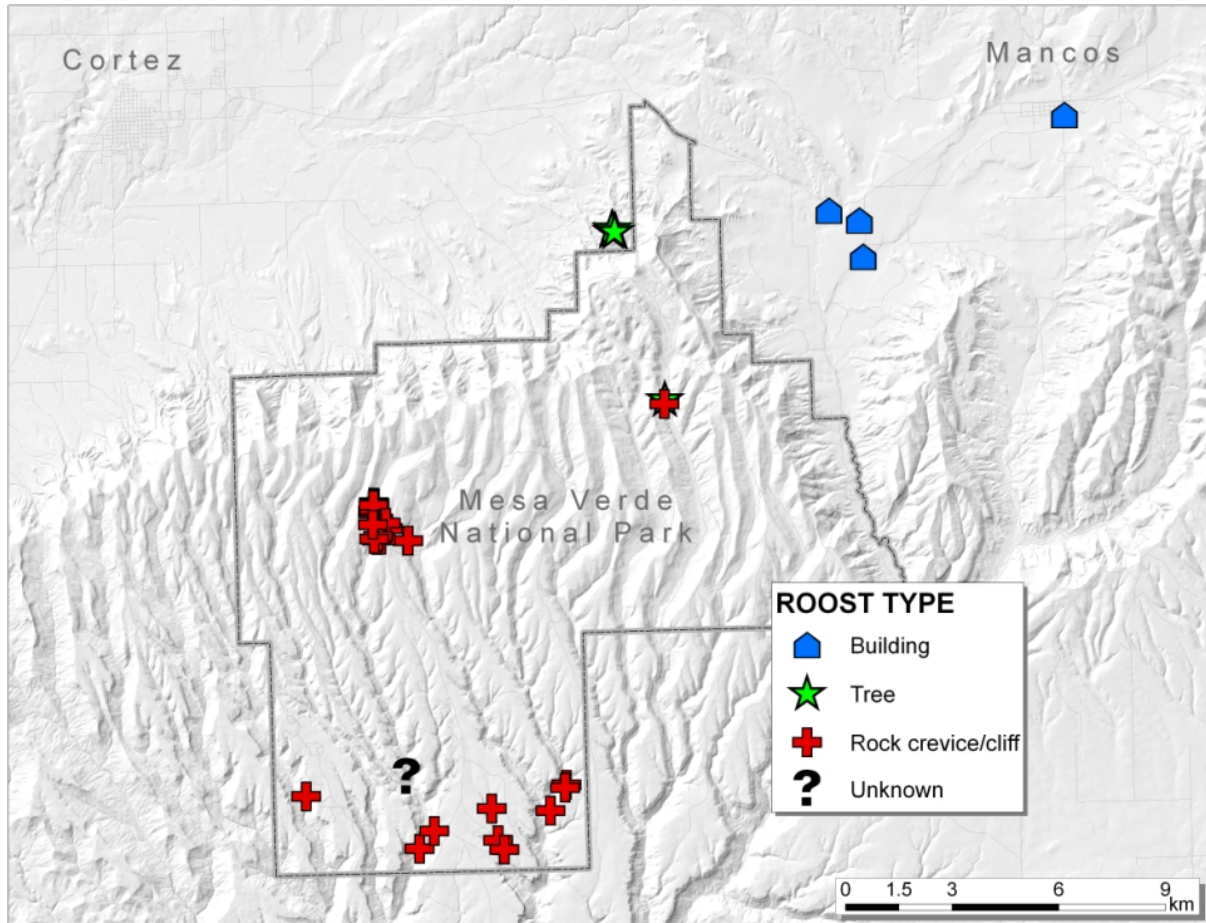 Cortez
Mancos
Mesa Verde
National Park
ROOST TYPE
Building
Tree
Rock crevice/cliff
? Unknown
?
0 1.5 3 6 9
km